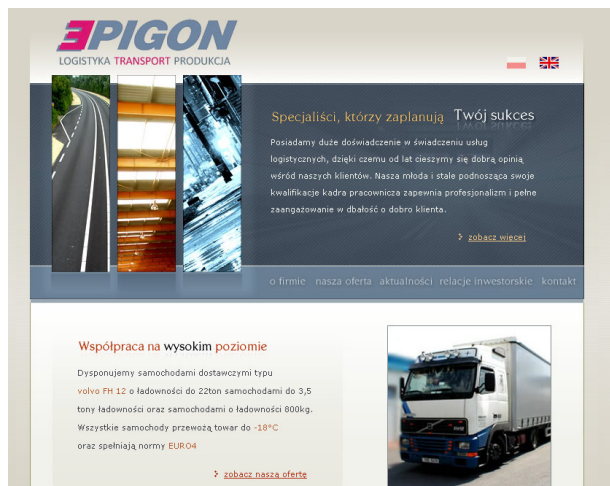 EPIGON
LOGISTYKA TRANSPORT PRODUKCJA
Specjaliści, którzy zaplanują Twój sukces
Posiadamy duże doświadczenie w świadczeniu usług
logistycznych, dzięki czemu od lat cieszymy się dobrą opinią
wśród naszych klientów. Nasza młoda i stale podnosząca swoje
kwalifikacje kadra pracownicza zapewnia profesjonalizm i pełne
zaangażowanie w dbałość o dobro klienta.
zobacz wiecej
o firmie nasza oferta aktualności relacje inwestorskie kontakt
Współpraca na wysokim poziomie
Dysponujemy samochodami dostawczymi typu
volvo FH 12 o ładowności do 22ton samochodami do 3,5
tony ładowności oraz samochodami o ładowności 800kg.
Wszystkie samochody przewożą towar do -18°C
oraz spełniają normy EURO4
zobacz naszą ofertę